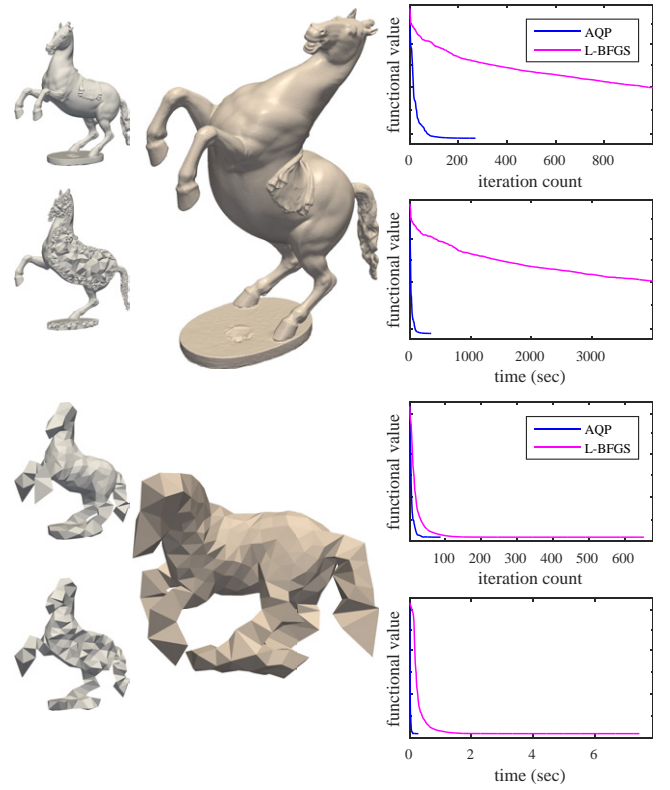 functional value
AQP
L-BFGS
0 200 400 600 800
iteration count
functional value
0 1000 2000 3000
time (sec)
functional value
AQP
L-BFGS
100 200 300 400 500 600
iteration count
functional value
0 2 4 6
time (sec)